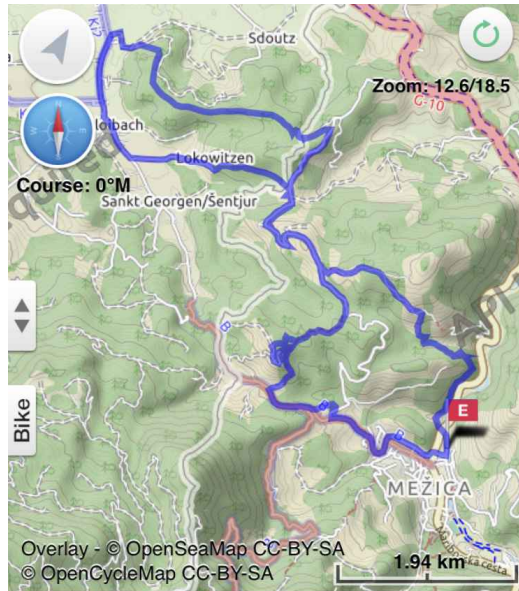 K12
Sdoutz
Zoom: 12.6/18.5
G-10
loibach
Lokowitzen
Course: 0°M
Sankt Georgen/Šentjur
B
Bike
E
B
B
MEŽICA
Overlay - © OpenSeaMap CC-BY-SA
© OpenCycleMap CC-BY-SA
1.94 km